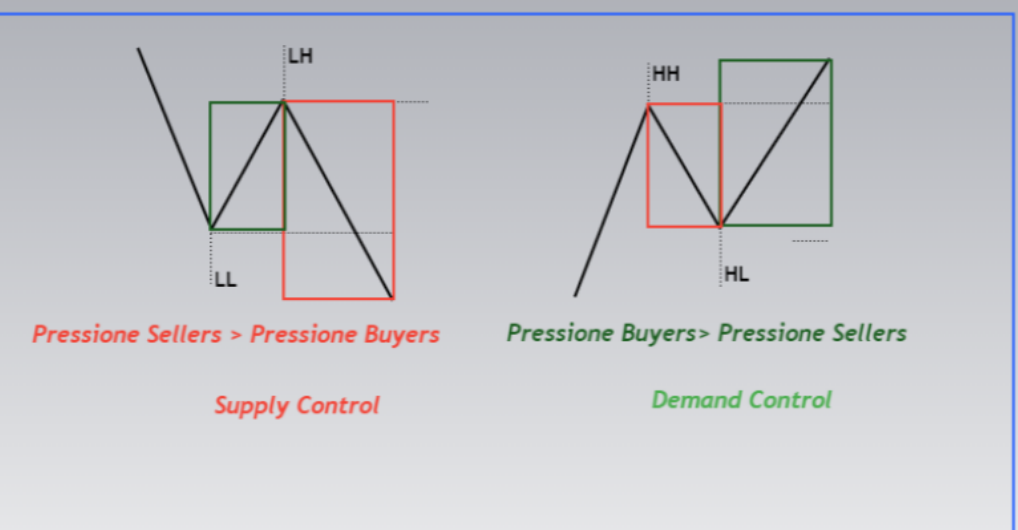 LH
HH
LL
HL
Pressione Sellers > Pressione Buyers
Pressione Buyers> Pressione Sellers
Supply Control
Demand Control